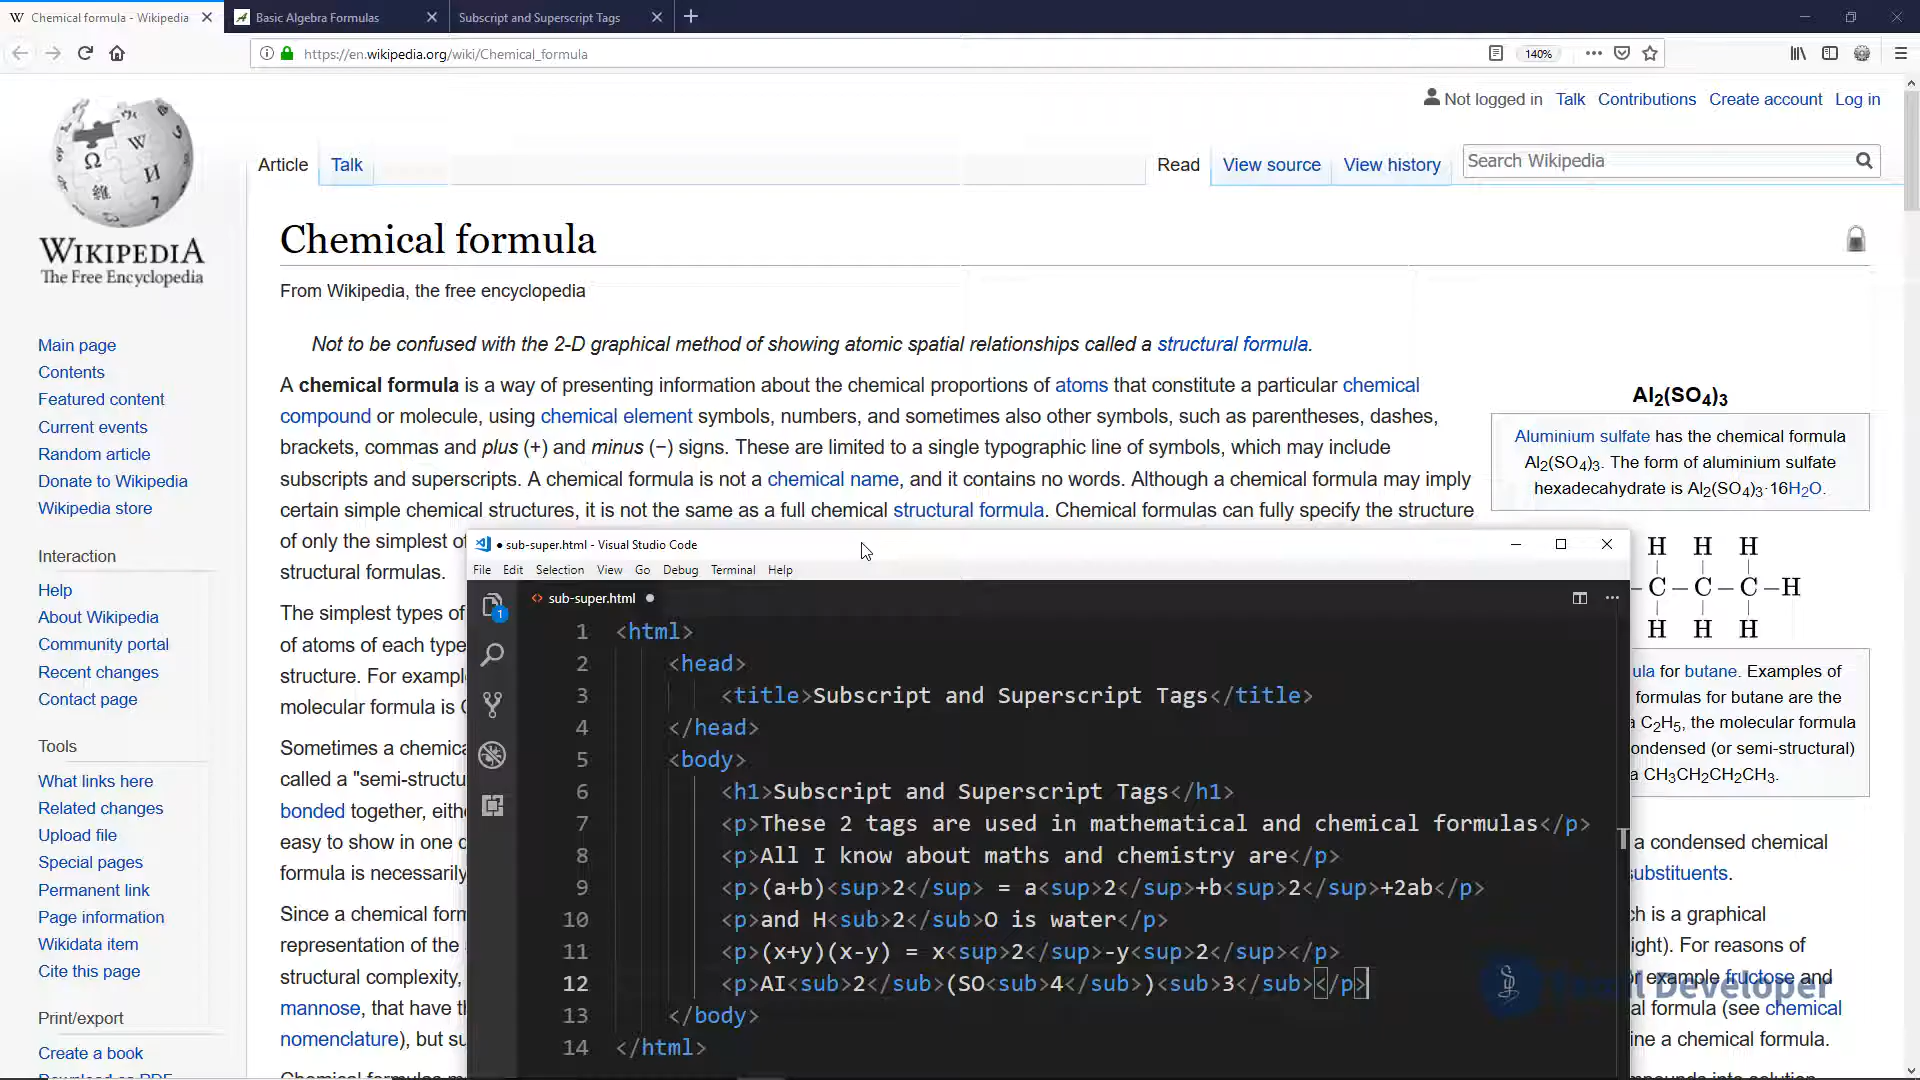 Chemical formula - Wikipedia
Basic Algebra Formulas
Subscript and Superscript Tags
https://en.wikipedia.org/wiki/Chemical_formula
140%
Not logged in Talk Contributions Create account Log in
Article Talk
Read View source View history
Search Wikipedia
WIKIPEDIA
The Free Encyclopedia
Main page
Contents
Featured content
Current events
Random article
Donate to Wikipedia
Wikipedia store
Interaction
Help
About Wikipedia
Community portal
Recent changes
Contact page
Tools
What links here
Related changes
Upload file
Special pages
Permanent link
Page information
Wikidata item
Cite this page
Print/export
Create a book
Download as PDF
Chemical formula
From Wikipedia, the free encyclopedia
Not to be confused with the 2-D graphical method of showing atomic spatial relationships called a structural formula.
A chemical formula is a way of presenting information about the chemical proportions of atoms that constitute a particular chemical
compound or molecule, using chemical element symbols, numbers, and sometimes also other symbols, such as parentheses, dashes,
brackets, commas and plus (+) and minus (−) signs. These are limited to a single typographic line of symbols, which may include
subscripts and superscripts. A chemical formula is not a chemical name, and it contains no words. Although a chemical formula may imply
certain simple chemical structures, it is not the same as a full chemical structural formula. Chemical formulas can fully specify the structure
of only the simplest of
structural formulas.
The simplest types of
of atoms of each type
structure. For example
molecular formula is
Sometimes a chemical
called a "semi-structu
bonded together, eithe
easy to show in one d
formula is necessarily
Since a chemical form
representation of the
structural complexity,
mannose, that have th
nomenclature), but su
Al2(SO4)3
Aluminium sulfate has the chemical formula
Al2(SO4)3. The form of aluminium sulfate
hexadecahydrate is Al2(SO4)3·16H2O.
H H H
C – C – C – H
H H H
ula for butane. Examples of
formulas for butane are the
a C2H5, the molecular formula
ondensed (or semi-structural)
a CH3CH2CH2CH3.
a condensed chemical
substituents.
ch is a graphical
ight). For reasons of
r example fructose and
al formula (see chemical
ine a chemical formula.
● sub-super.html - Visual Studio Code
File Edit Selection View Go Debug Terminal Help
1
sub-super.html
1 <html>
2 <head>
3 <title>Subscript and Superscript Tags</title>
4 </head>
5 <body>
6 <h1>Subscript and Superscript Tags</h1>
7 <p>These 2 tags are used in mathematical and chemical formulas</p>
8 <p>All I know about maths and chemistry are</p>
9 <p>(a+b)<sup>2</sup> = a<sup>2</sup>+b<sup>2</sup>+2ab</p>
10 <p>and H<sub>2</sub>O is water</p>
11 <p>(x+y)(x-y) = x<sup>2</sup>-y<sup>2</sup></p>
12 <p>AI<sub>2</sub>(SO<sub>4</sub>)<sub>3</sub></p>
13 </body>
14 </html>
Developer